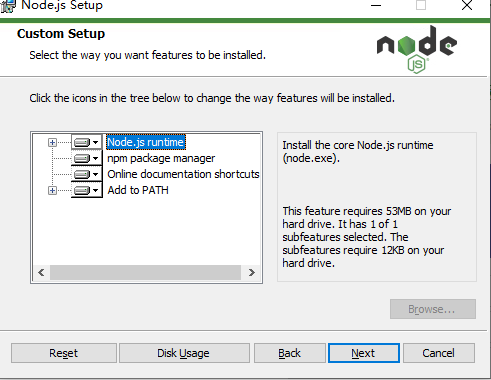 Node.js Setup
Custom Setup
Select the way you want features to be installed.
node
JS
Click the icons in the tree below to change the way features will be installed.
Node.js runtime
npm package manager
Online documentation shortcuts
Add to PATH
Install the core Node.js runtime
(node.exe).
This feature requires 53MB on your
hard drive. It has 1 of 1
subfeatures selected. The
subfeatures require 12KB on your
hard drive.
Browse...
Reset
Disk Usage
Back
Next
Cancel